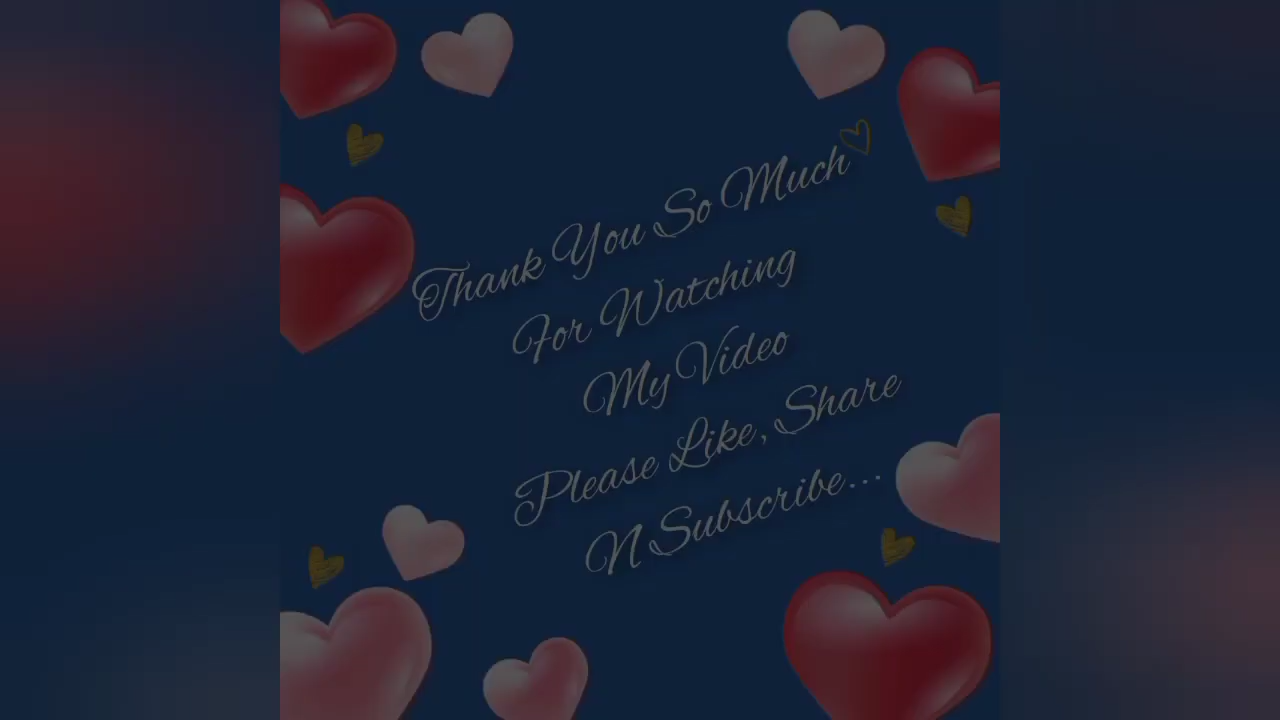 Thank You So Much
For Watching
My Video
Please Like, Share
N Subscribe...